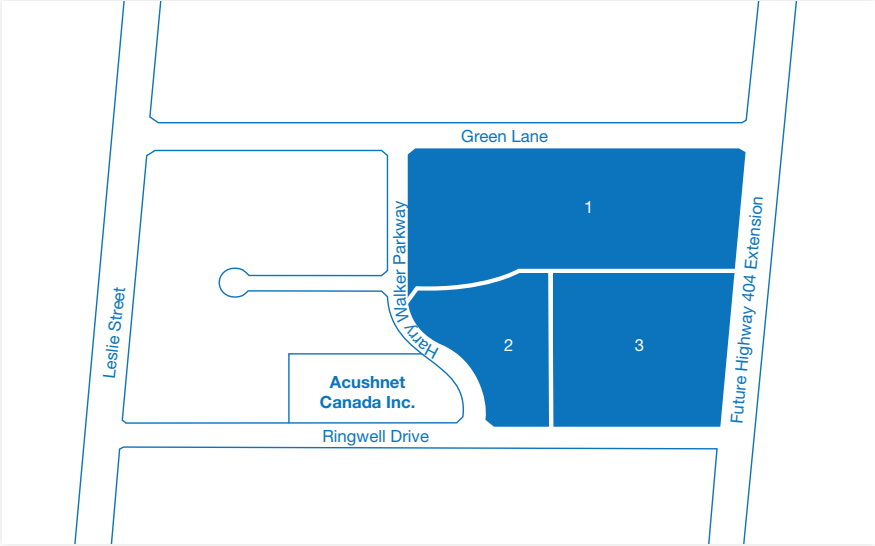 Green Lane
1
Harry Walker Parkway
Future Highway 404 Extension
Leslie Street
2
3
Acushnet
Canada Inc.
Ringwell Drive